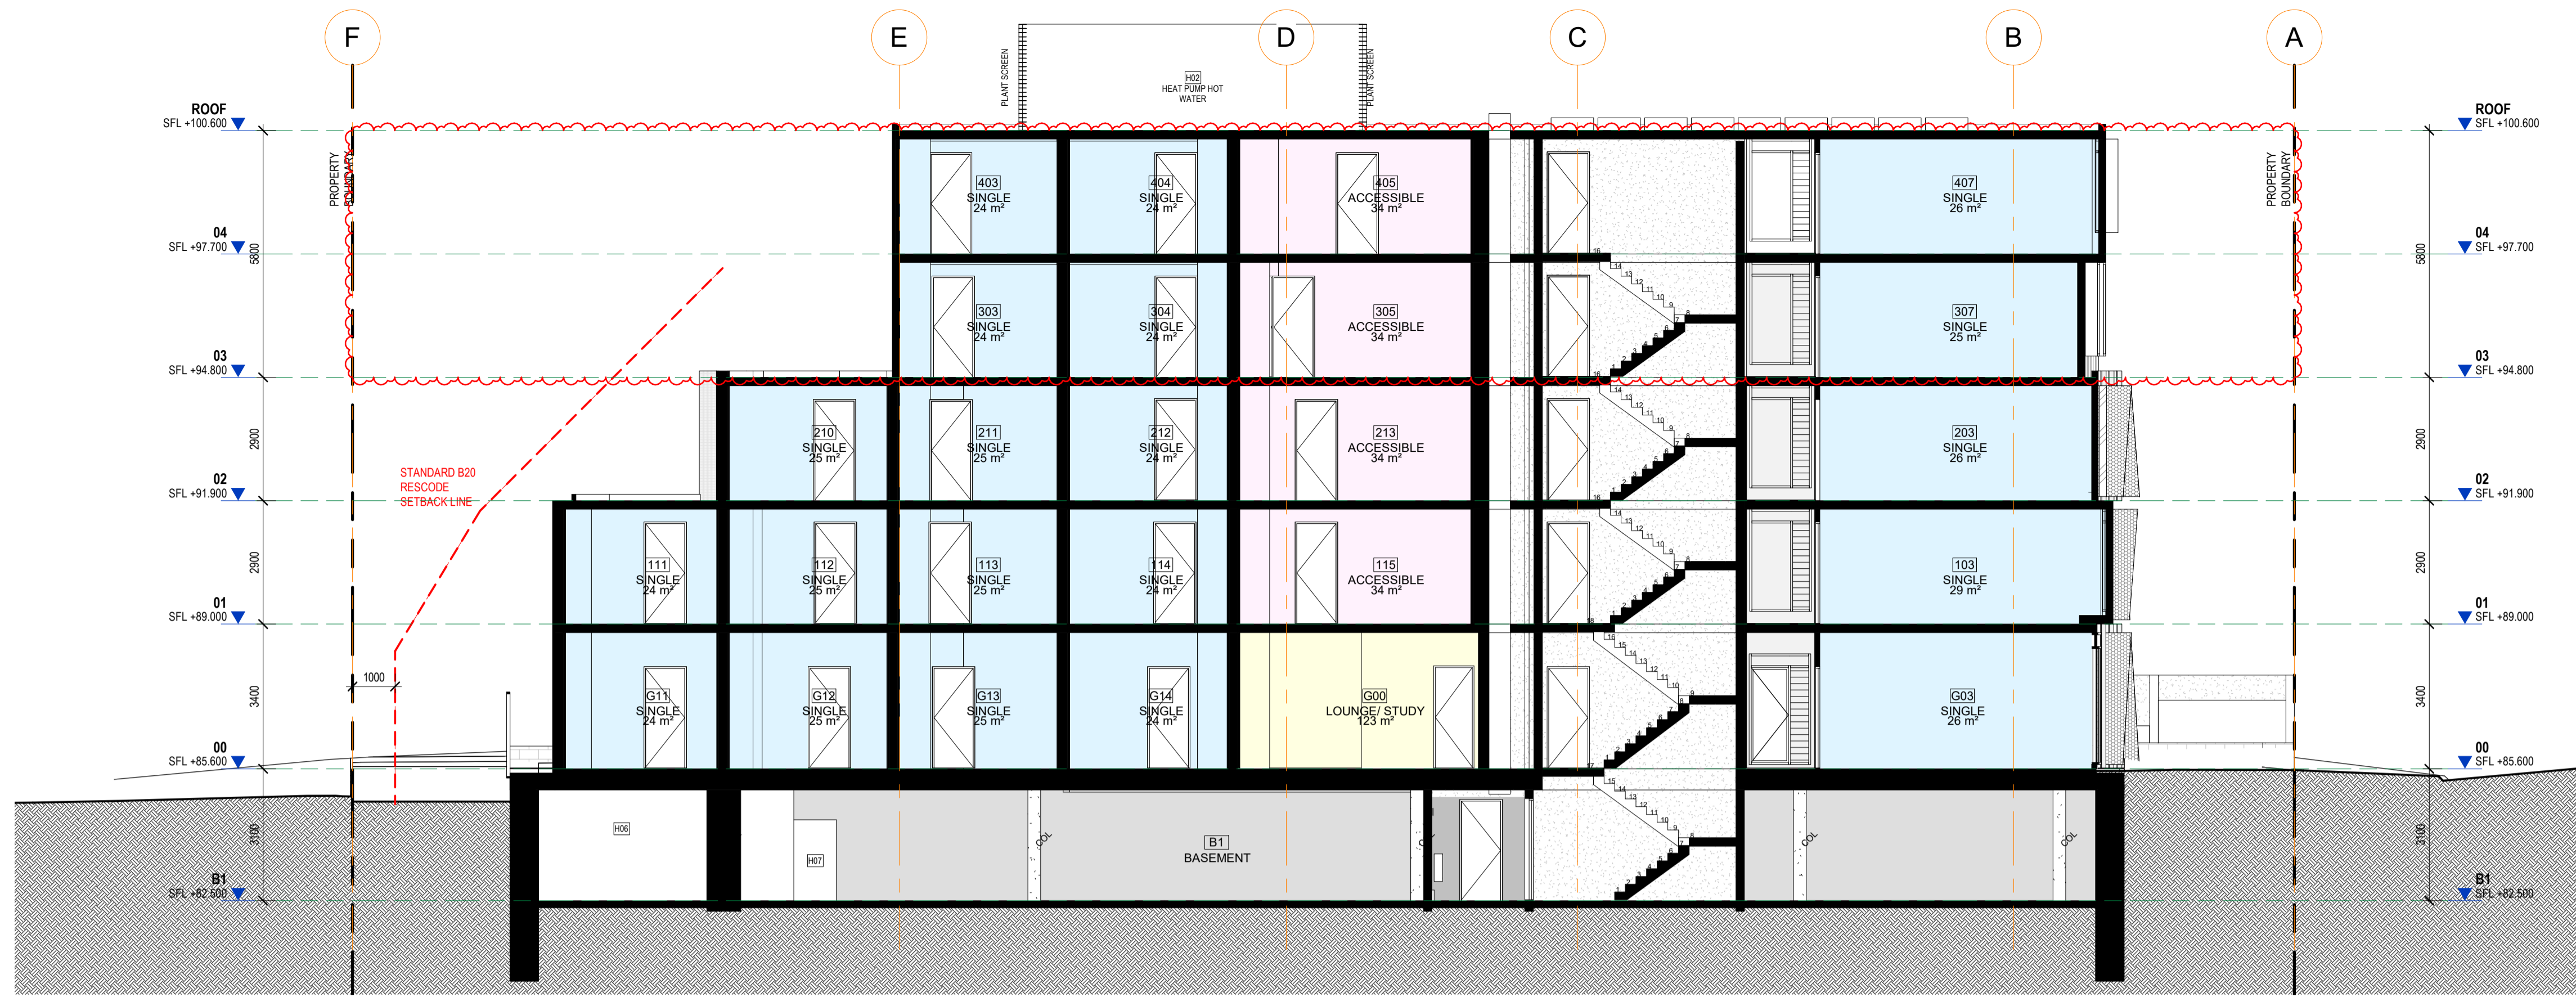 F
E
D
C
B
A
PLANT SCREEN
H02
HEAT PUMP HOT
WATER
PLANT SCREEN
ROOF
SFL +100.600
ROOF
SFL +100.600
PROPERTY
BOUNDARY
PROPERTY
BOUNDARY
403
SINGLE
24 m²
404
SINGLE
24 m²
405
ACCESSIBLE
34 m²
407
SINGLE
26 m²
04
SFL +97.700
5800
04
SFL +97.700
5800
303
SINGLE
24 m²
304
SINGLE
24 m²
305
ACCESSIBLE
34 m²
307
SINGLE
25 m²
03
SFL +94.800
03
SFL +94.800
2900
210
SINGLE
25 m²
211
SINGLE
25 m²
212
SINGLE
24 m²
213
ACCESSIBLE
34 m²
203
SINGLE
26 m²
2900
STANDARD B20
RESCODE
SETBACK LINE
02
SFL +91.900
02
SFL +91.900
2900
111
SINGLE
24 m²
112
SINGLE
25 m²
113
SINGLE
25 m²
114
SINGLE
24 m²
115
ACCESSIBLE
34 m²
103
SINGLE
29 m²
2900
01
SFL +89.000
01
SFL +89.000
1000
3400
G11
SINGLE
24 m²
G12
SINGLE
25 m²
G13
SINGLE
25 m²
G14
SINGLE
24 m²
G00
LOUNGE/ STUDY
123 m²
G03
SINGLE
26 m²
3400
00
SFL +85.600
00
SFL +85.600
3100
H06
H07
COL
B1
BASEMENT
COL
COL
3100
B1
SFL +82.500
B1
SFL +82.500